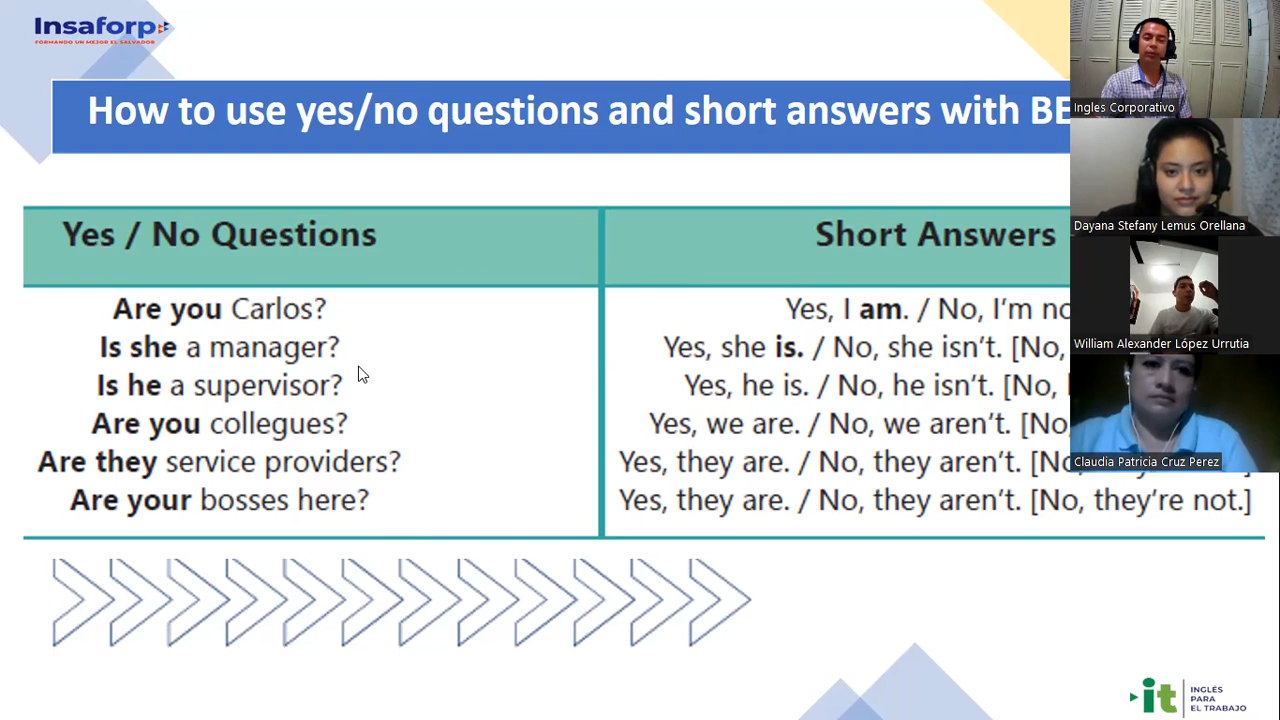 Insaforp
FORMANDO UN MEJOR EL SALVADOR
How to use yes/no questions and short answers with BE
Yes / No Questions
Short Answers
Are you Carlos?
Yes, I am. / No, I'm no
Is she a manager?
Yes, she is. / No, she isn't. [No,
Is he a supervisor?
Yes, he is. / No, he isn't. [No,
Are you collegues?
Yes, we are. / No, we aren't. [No,
Are they service providers?
Yes, they are. / No, they aren't. [No,
Are your bosses here?
Yes, they are. / No, they aren't. [No, they're not.]
Ingles Corporativo
Dayana Stefany Lemus Orellana
William Alexander López Urrutia
Claudia Patricia Cruz Perez
it
INGLÉS
PARA
EL TRABAJO